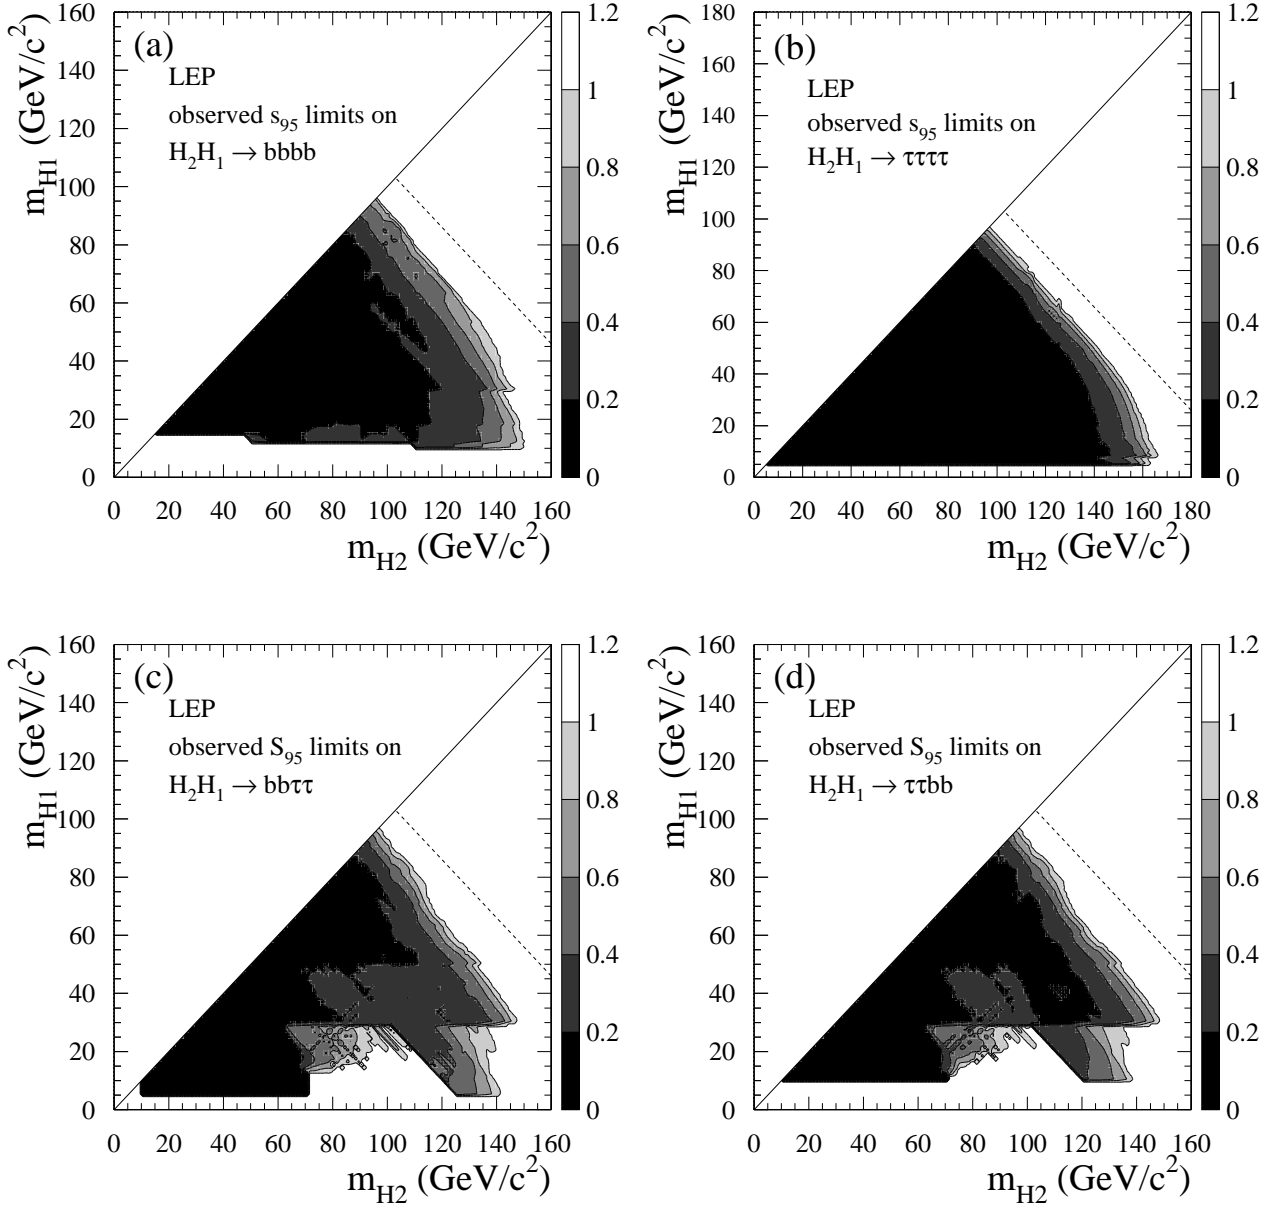 (a)
LEP
observed s95 limits on
H2H1 → bbbb
m_H1 (GeV/c²)
160
140
120
100
80
60
40
20
0
0 20 40 60 80 100 120 140 160
m_H2 (GeV/c²)
1.2
1
0.8
0.6
0.4
0.2
0
(b)
LEP
observed s95 limits on
H2H1 → ττττ
m_H1 (GeV/c²)
180
160
140
120
100
80
60
40
20
0
0 20 40 60 80 100 120 140 160 180
m_H2 (GeV/c²)
1.2
1
0.8
0.6
0.4
0.2
0
(c)
LEP
observed S95 limits on
H2H1 → bbττ
m_H1 (GeV/c²)
160
140
120
100
80
60
40
20
0
0 20 40 60 80 100 120 140 160
m_H2 (GeV/c²)
1.2
1
0.8
0.6
0.4
0.2
0
(d)
LEP
observed S95 limits on
H2H1 → ττbb
m_H1 (GeV/c²)
160
140
120
100
80
60
40
20
0
0 20 40 60 80 100 120 140 160
m_H2 (GeV/c²)
1.2
1
0.8
0.6
0.4
0.2
0